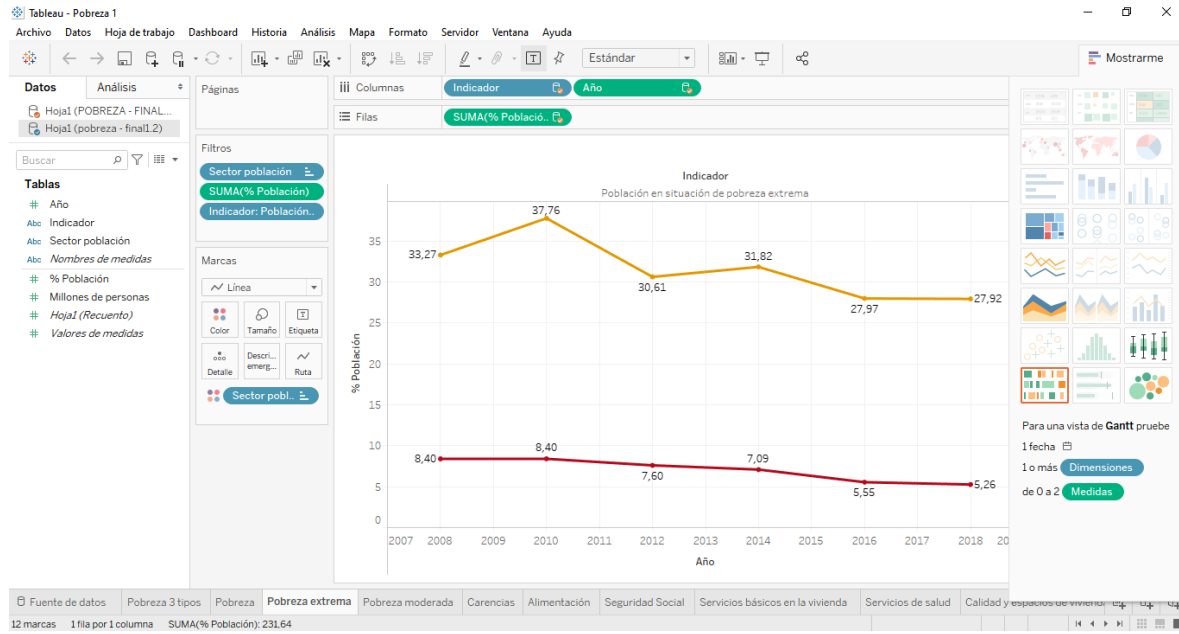 Tableau - Pobreza 1
Archivo Datos Hoja de trabajo Dashboard Historia Análisis Mapa Formato Servidor Ventana Ayuda
Estándar
Mostrarme
Datos Análisis
Hoja1 (POBREZA - FINAL...
Hoja1 (pobreza - final1.2)
Buscar
Tablas
# Año
Abc Indicador
Abc Sector población
Abc Nombres de medidas
# % Población
# Millones de personas
# Hoja1 (Recuento)
# Valores de medidas
Páginas
Filtros
Sector población
SUMA(% Población)
Indicador: Población..
Marcas
Línea
Color Tamaño Etiqueta
Detalle Descri... emerg... Ruta
Sector pobl..
Columnas Indicador Año
Filas SUMA(% Població..
Indicador
Población en situación de pobreza extrema
% Población
35
30
25
20
15
10
5
0
33,27
37,76
30,61
31,82
27,97
27,92
8,40
8,40
7,60
7,09
5,55
5,26
2007 2008 2009 2010 2011 2012 2013 2014 2015 2016 2017 2018 20
Año
Para una vista de Gantt pruebe
1 fecha
1 o más Dimensiones
de 0 a 2 Medidas
Fuente de datos Pobreza 3 tipos Pobreza Pobreza extrema Pobreza moderada Carencias Alimentación Seguridad Social Servicios básicos en la vivienda Servicios de salud Calidad y espacios de viviend
12 marcas 1 fila por 1 columna SUMA(% Población): 231,64